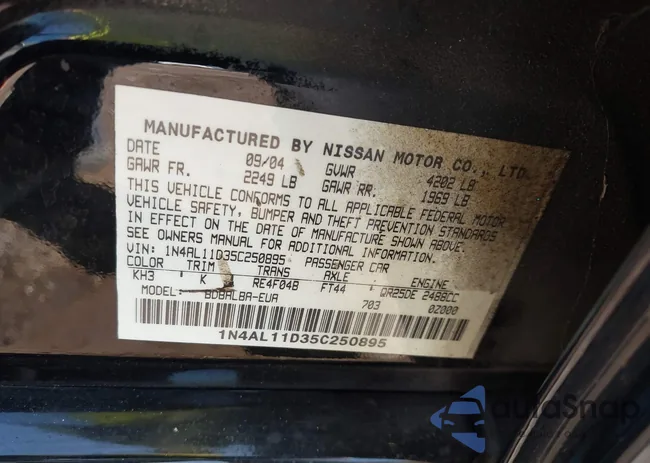 MANUFACTURED BY NISSAN MOTOR CO., LTD.
DATE 09/04 GVWR 4202 LB
GAWR FR. 2249 LB GAWR RR. 1969 LB
THIS VEHICLE CONFORMS TO ALL APPLICABLE FEDERAL MOTOR
VEHICLE SAFETY, BUMPER AND THEFT PREVENTION STANDARDS
IN EFFECT ON THE DATE OF MANUFACTURE SHOWN ABOVE.
SEE OWNERS MANUAL FOR ADDITIONAL INFORMATION.
VIN: 1N4AL11D35C250895 PASSENGER CAR
COLOR TRIM TRANS AXLE ENGINE
KH3 K RE4F04B FT44 QR25DE 2488CC
MODEL: BDBALBA-EUA 703 0Z000
1N4AL11D35C250895
autoSnap